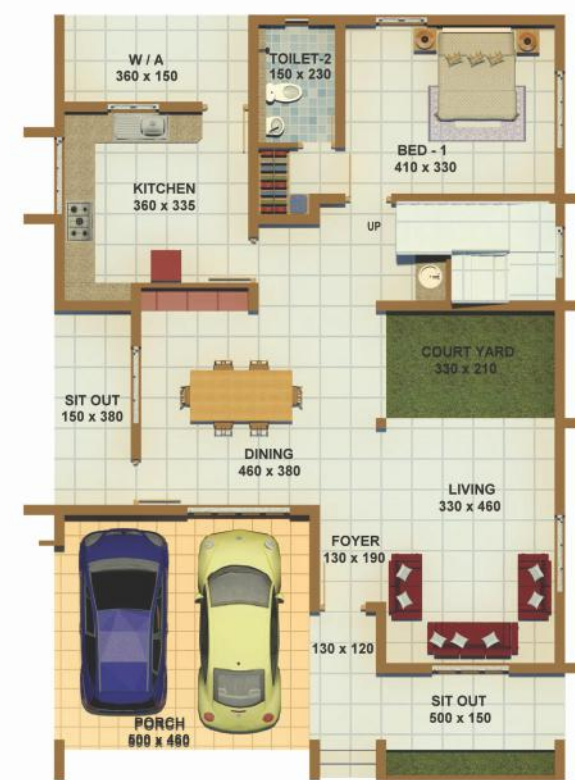 W / A
360 x 150
TOILET-2
150 x 230
BED - 1
410 x 330
KITCHEN
360 x 335
UP
COURT YARD
330 x 210
SIT OUT
150 x 380
DINING
460 x 380
LIVING
330 x 460
FOYER
130 x 190
130 x 120
SIT OUT
500 x 150
PORCH
500 x 460